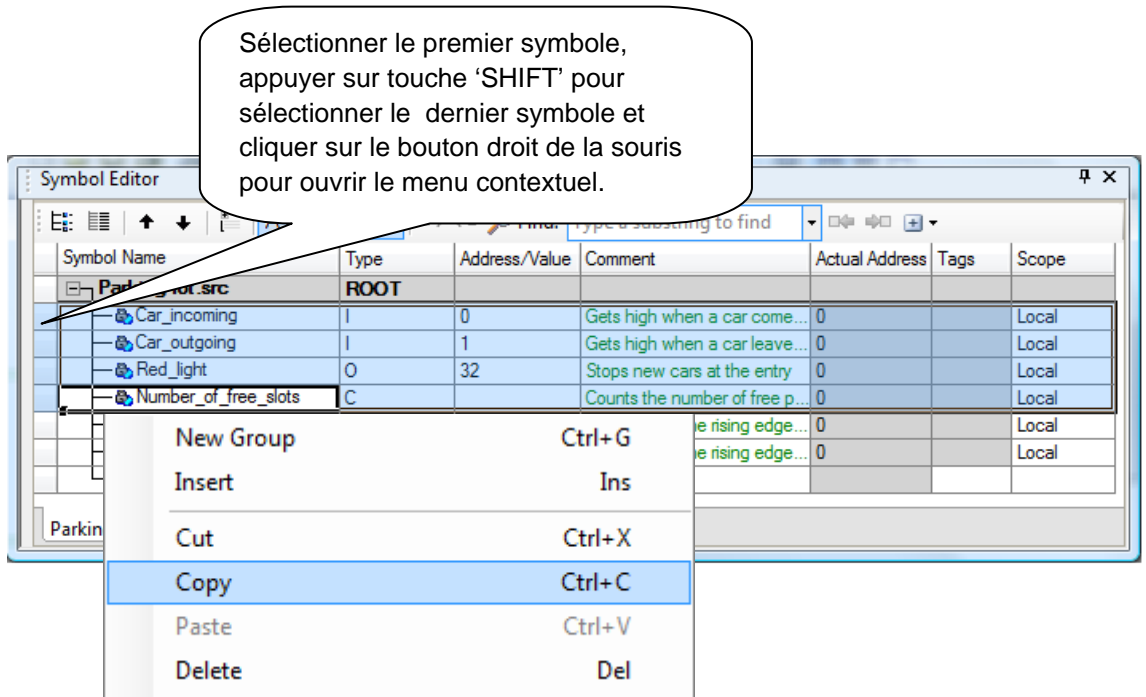 Sélectionner le premier symbole,
appuyer sur touche ‘SHIFT’ pour
sélectionner le dernier symbole et
cliquer sur le bouton droit de la souris
pour ouvrir le menu contextuel.
Symbol Editor
Type a substring to find
Symbol Name Type Address/Value Comment Actual Address Tags Scope
ROOT
Car_incoming I 0 Gets high when a car come... 0 Local
Car_outgoing I 1 Gets high when a car leave... 0 Local
Red_light O 32 Stops new cars at the entry 0 Local
Number_of_free_slots C Counts the number of free p... 0 Local
rising edge... 0 Local
rising edge... 0 Local
New Group Ctrl+G
Insert Ins
Cut Ctrl+X
Copy Ctrl+C
Paste Ctrl+V
Delete Del